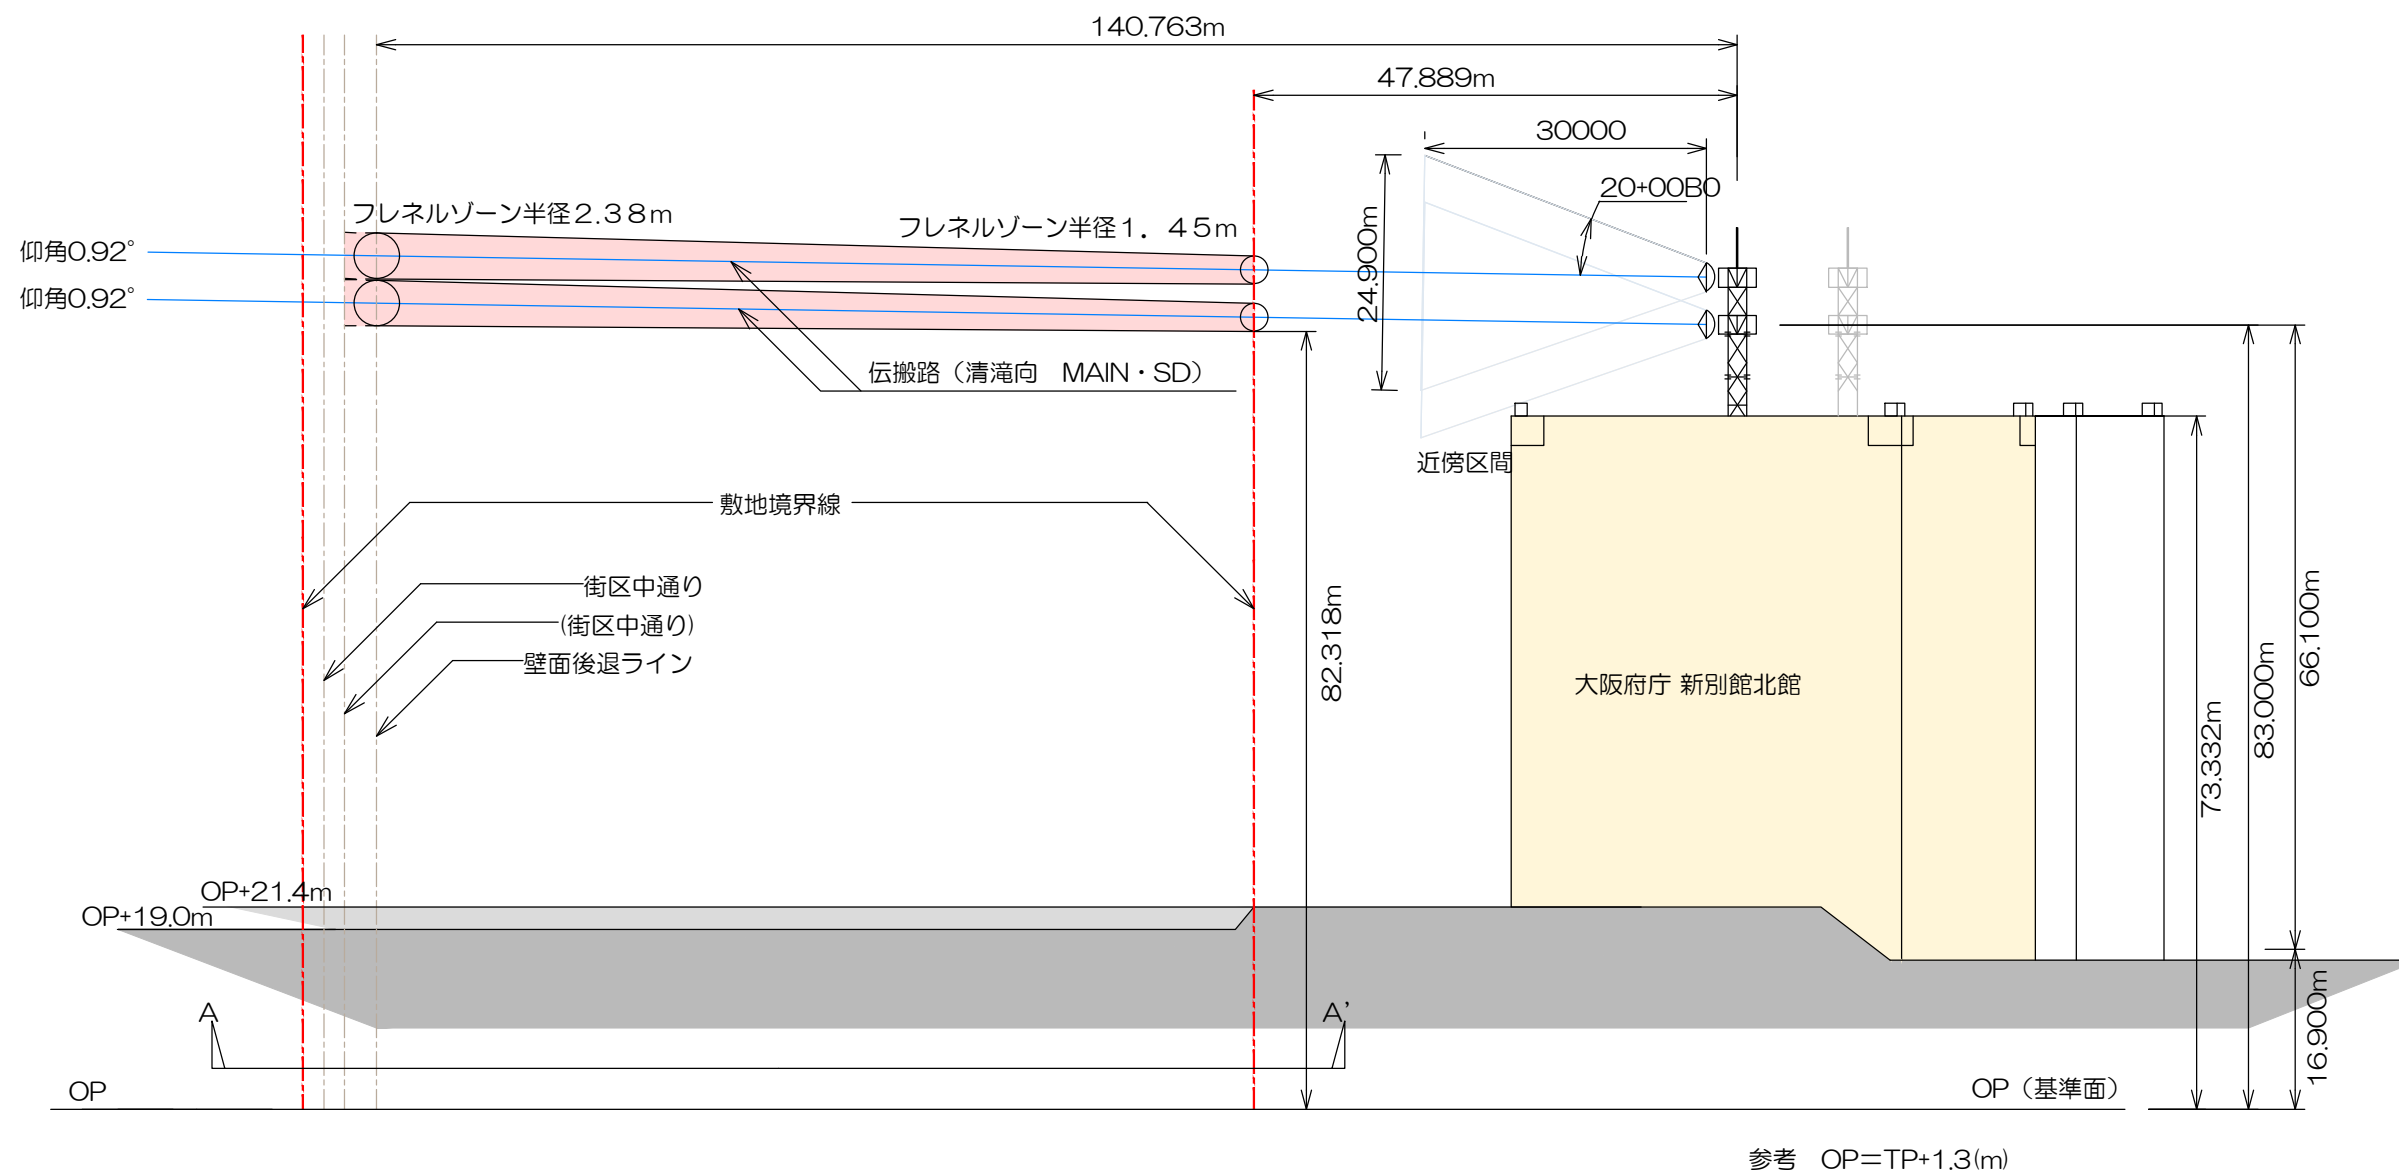 140.763m
47.889m
30000
20+00B0
フレネルゾーン半径2.38m
フレネルゾーン半径1. 45m
24.900m
仰角0.92°
仰角0.92°
伝搬路（清滝向　MAIN・SD）
近傍区間
敷地境界線
街区中通り
(街区中通り)
壁面後退ライン
82.318m
大阪府庁 新別館北館
66.100m
83.000m
73.332m
16.900m
OP+21.4m
OP+19.0m
A
A'
OP
OP（基準面）
参考　OP=TP+1.3(m)